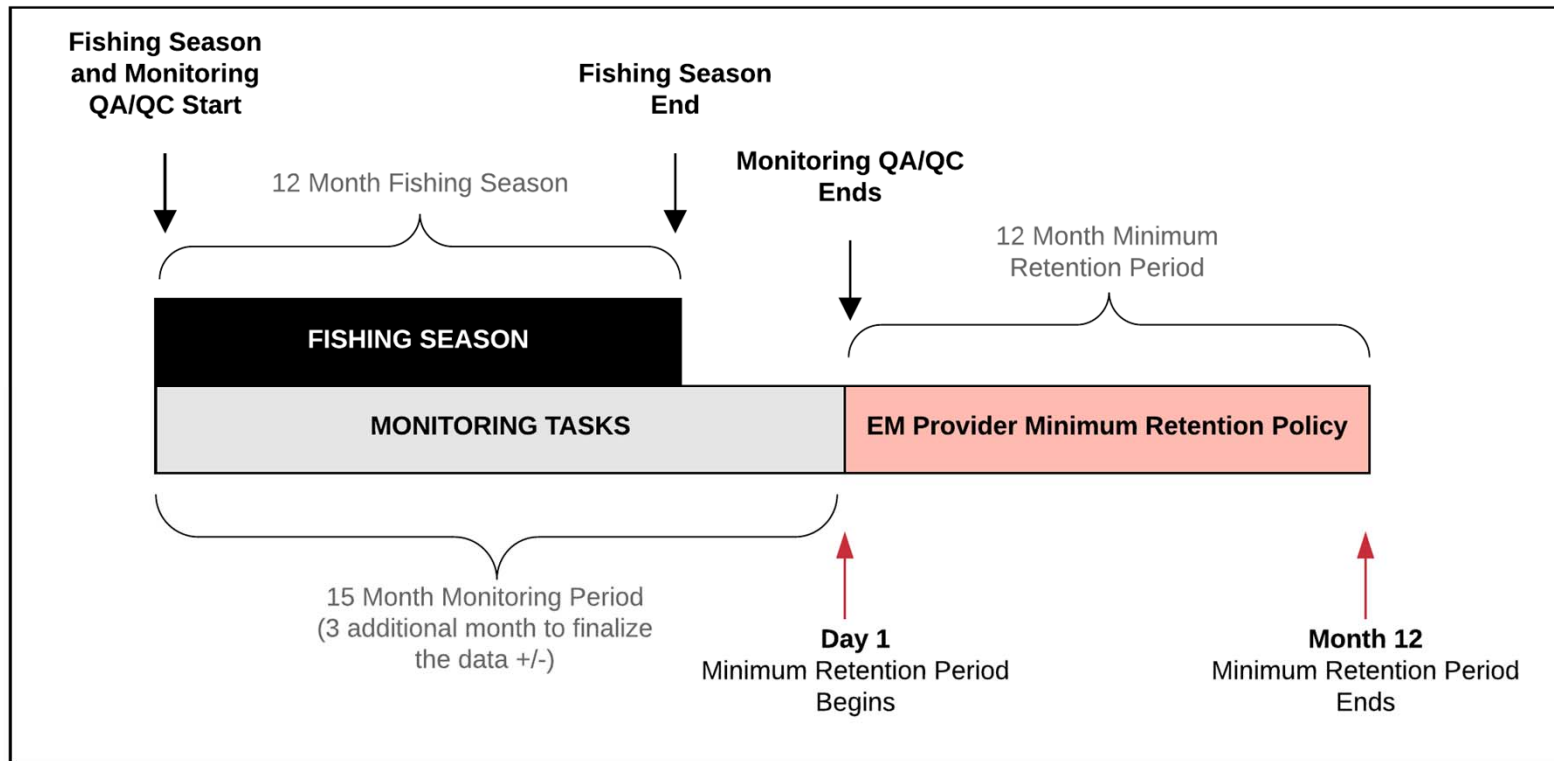 Fishing Season
and Monitoring
QA/QC Start
Fishing Season
End
12 Month Fishing Season
Monitoring QA/QC
Ends
12 Month Minimum
Retention Period
FISHING SEASON
MONITORING TASKS
EM Provider Minimum Retention Policy
15 Month Monitoring Period
(3 additional month to finalize
the data +/-)
Day 1
Minimum Retention Period
Begins
Month 12
Minimum Retention Period
Ends